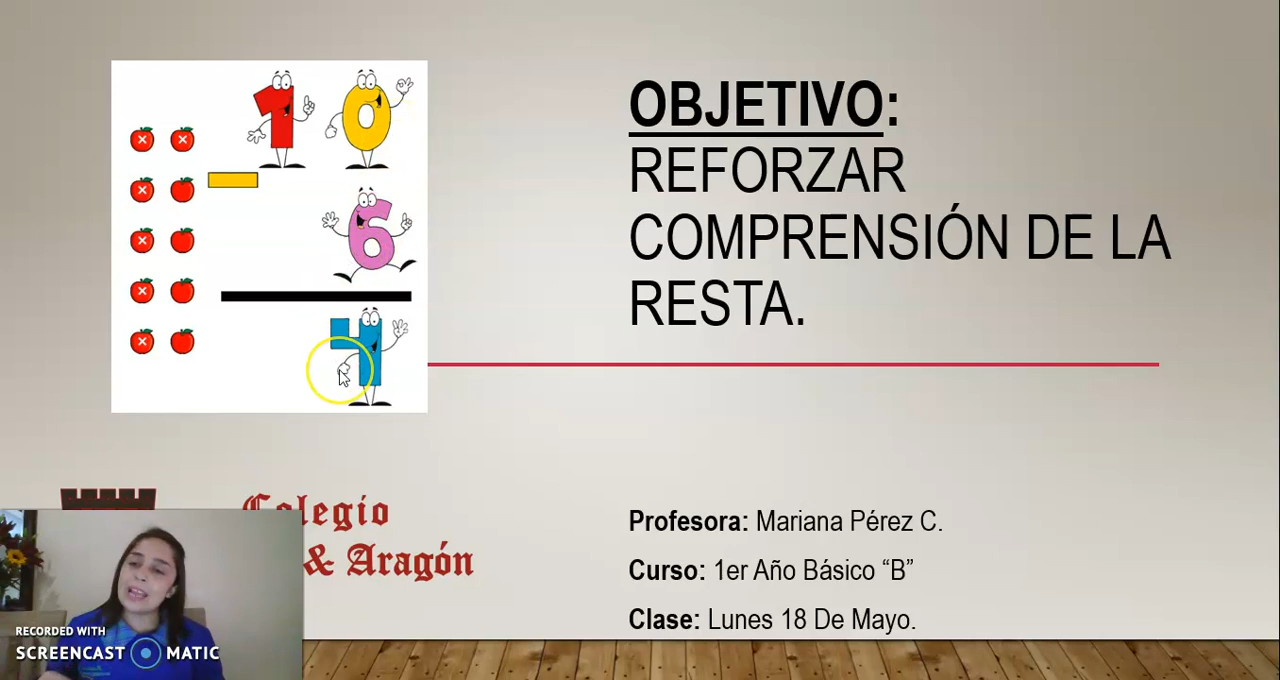 10
6
4
OBJETIVO:
REFORZAR
COMPRENSIÓN DE LA
RESTA.
Colegio
& Aragón
Profesora: Mariana Pérez C.
Curso: 1er Año Básico “B”
Clase: Lunes 18 De Mayo.
RECORDED WITH
SCREENCAST MATIC